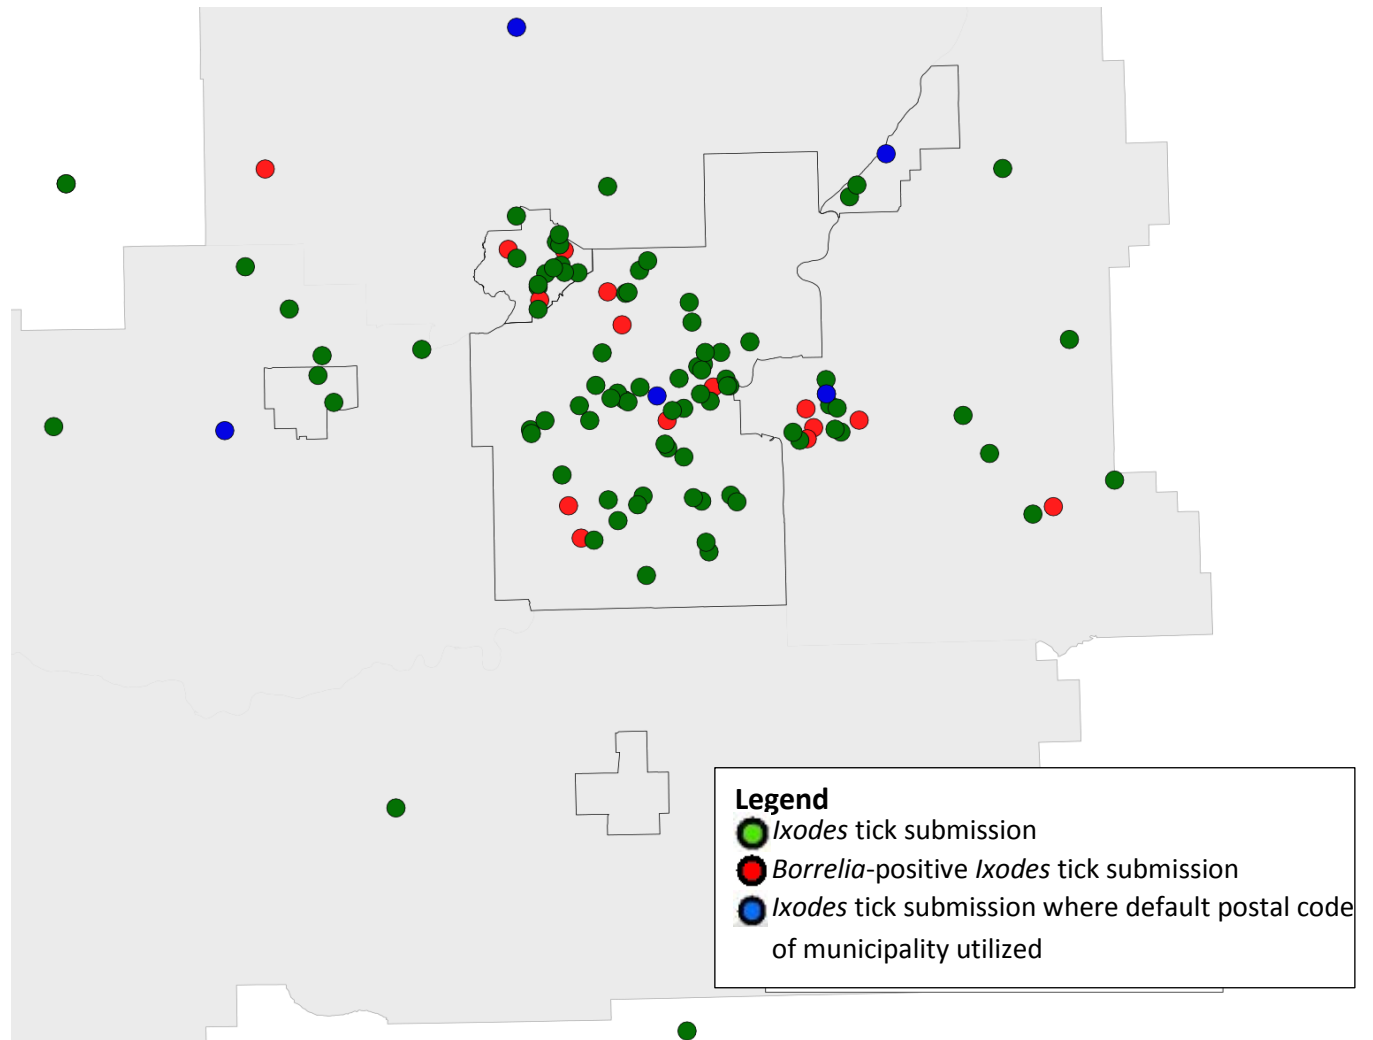 Legend
Ixodes tick submission
Borrelia-positive Ixodes tick submission
Ixodes tick submission where default postal code
of municipality utilized